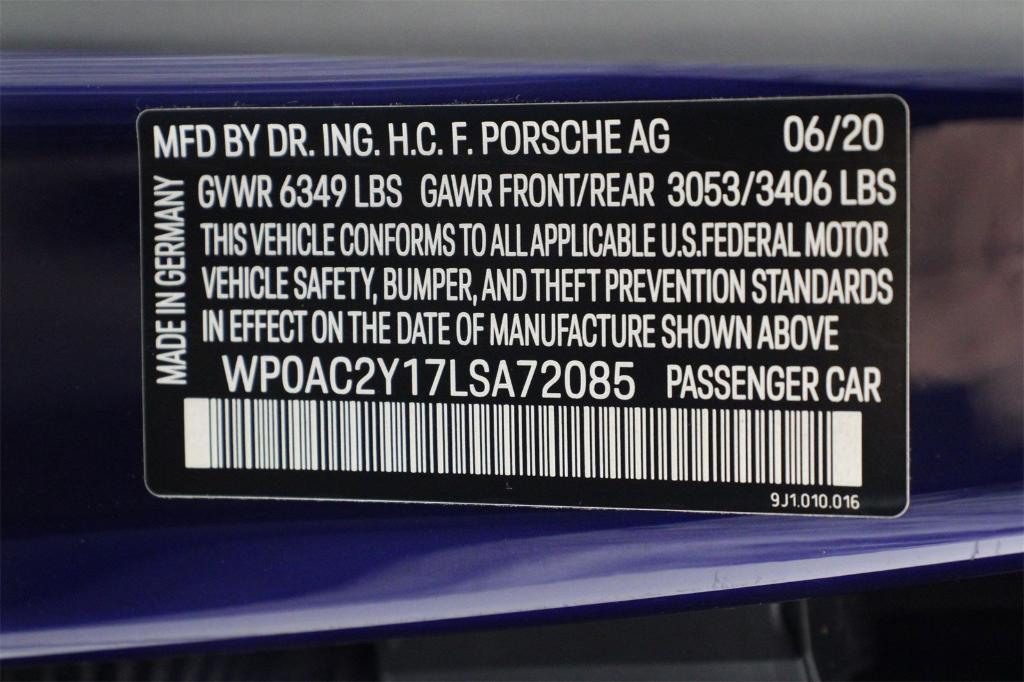 MFD BY DR. ING. H.C. F. PORSCHE AG 06/20
GVWR 6349 LBS GAWR FRONT/REAR 3053/3406 LBS
THIS VEHICLE CONFORMS TO ALL APPLICABLE U.S.FEDERAL MOTOR
VEHICLE SAFETY, BUMPER, AND THEFT PREVENTION STANDARDS
IN EFFECT ON THE DATE OF MANUFACTURE SHOWN ABOVE
MADE IN GERMANY
WP0AC2Y17LSA72085 PASSENGER CAR
9J1.010.016